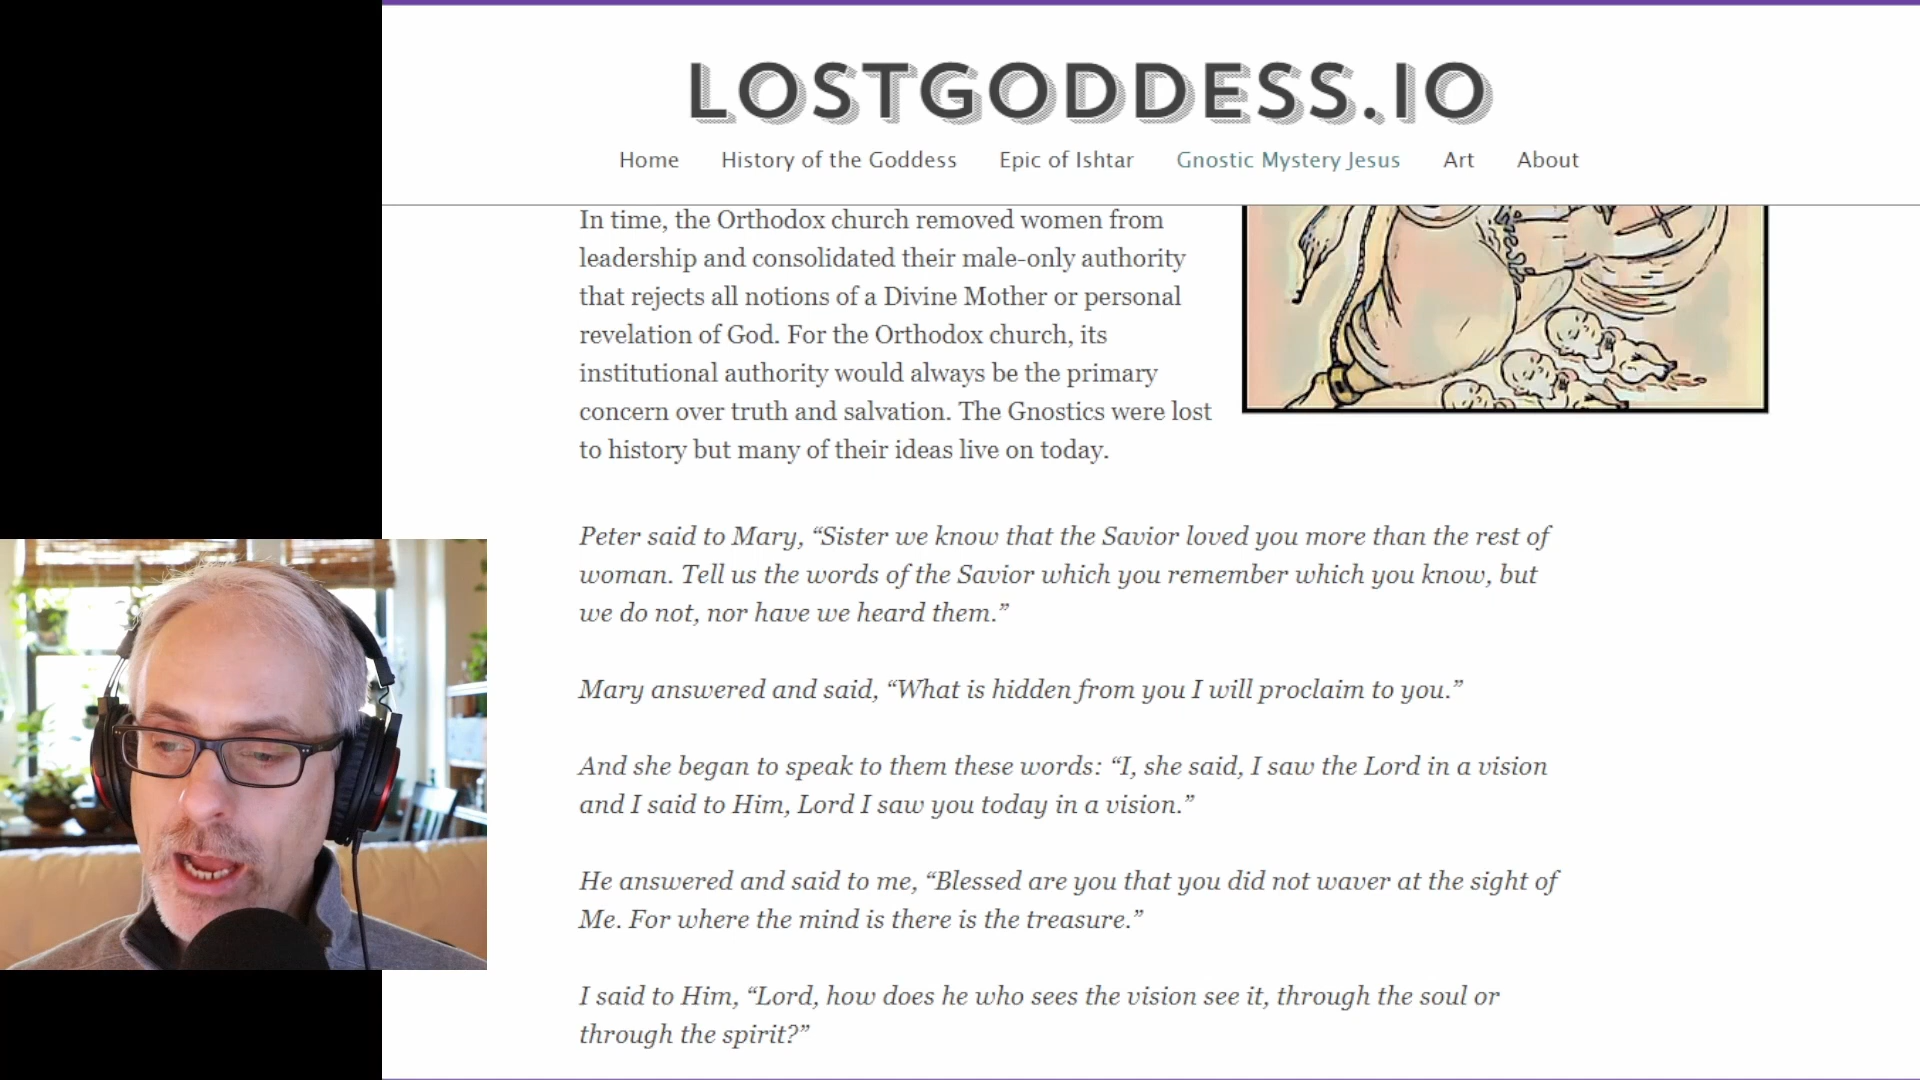 LOSTGODDESS.IO
Home History of the Goddess Epic of Ishtar Gnostic Mystery Jesus Art About
In time, the Orthodox church removed women from
leadership and consolidated their male-only authority
that rejects all notions of a Divine Mother or personal
revelation of God. For the Orthodox church, its
institutional authority would always be the primary
concern over truth and salvation. The Gnostics were lost
to history but many of their ideas live on today.
Peter said to Mary, “Sister we know that the Savior loved you more than the rest of
woman. Tell us the words of the Savior which you remember which you know, but
we do not, nor have we heard them.”
Mary answered and said, “What is hidden from you I will proclaim to you.”
And she began to speak to them these words: “I, she said, I saw the Lord in a vision
and I said to Him, Lord I saw you today in a vision.”
He answered and said to me, “Blessed are you that you did not waver at the sight of
Me. For where the mind is there is the treasure.”
I said to Him, “Lord, how does he who sees the vision see it, through the soul or
through the spirit?”